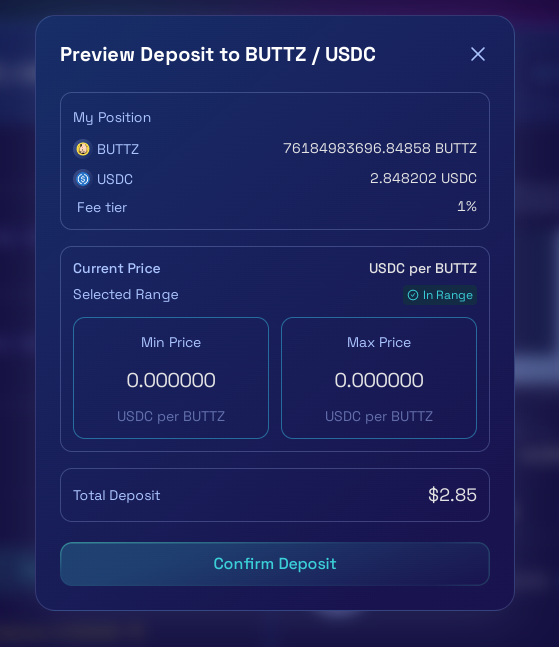 Preview Deposit to BUTTZ / USDC
My Position
BUTTZ 76184983696.84858 BUTTZ
USDC 2.848202 USDC
Fee tier 1%
Current Price USDC per BUTTZ
Selected Range In Range
Min Price Max Price
0.000000 0.000000
USDC per BUTTZ USDC per BUTTZ
Total Deposit $2.85
Confirm Deposit